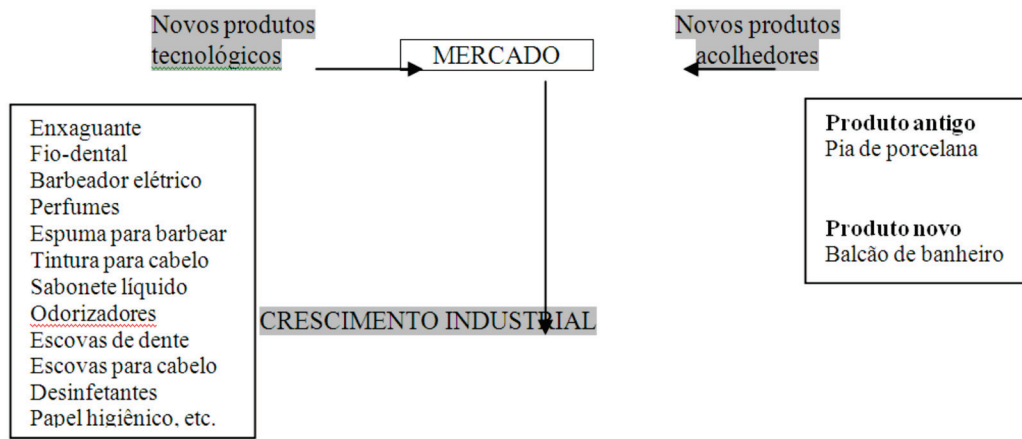 Novos produtos
tecnológicos
MERCADO
Novos produtos
acolhedores
Enxaguante
Fio-dental
Barbeador elétrico
Perfumes
Espuma para barbear
Tintura para cabelo
Sabonete líquido
Odorizadores
Escovas de dente
Escovas para cabelo
Desinfetantes
Papel higiênico, etc.
Produto antigo
Pia de porcelana
Produto novo
Balcão de banheiro
CRESCIMENTO INDUSTRIAL